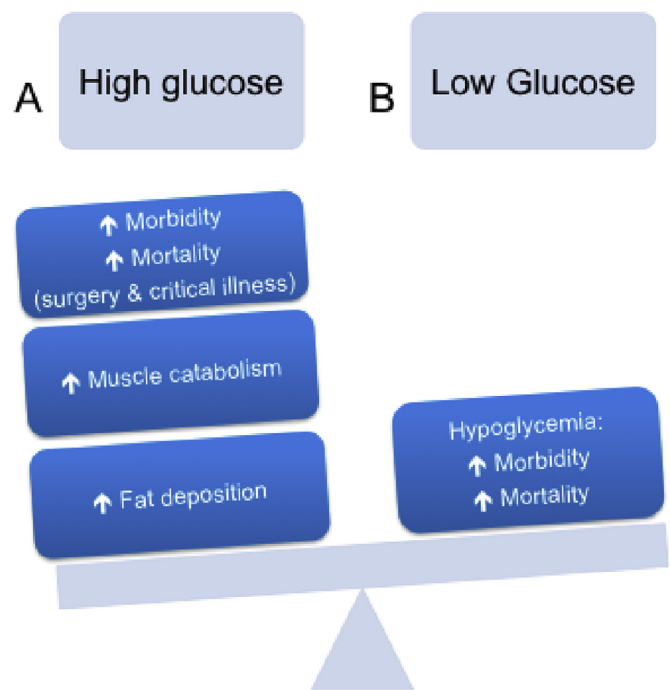 A
High glucose
B
Low Glucose
↑ Morbidity
↑ Mortality
(surgery & critical illness)
↑ Muscle catabolism
↑ Fat deposition
Hypoglycemia:
↑ Morbidity
↑ Mortality